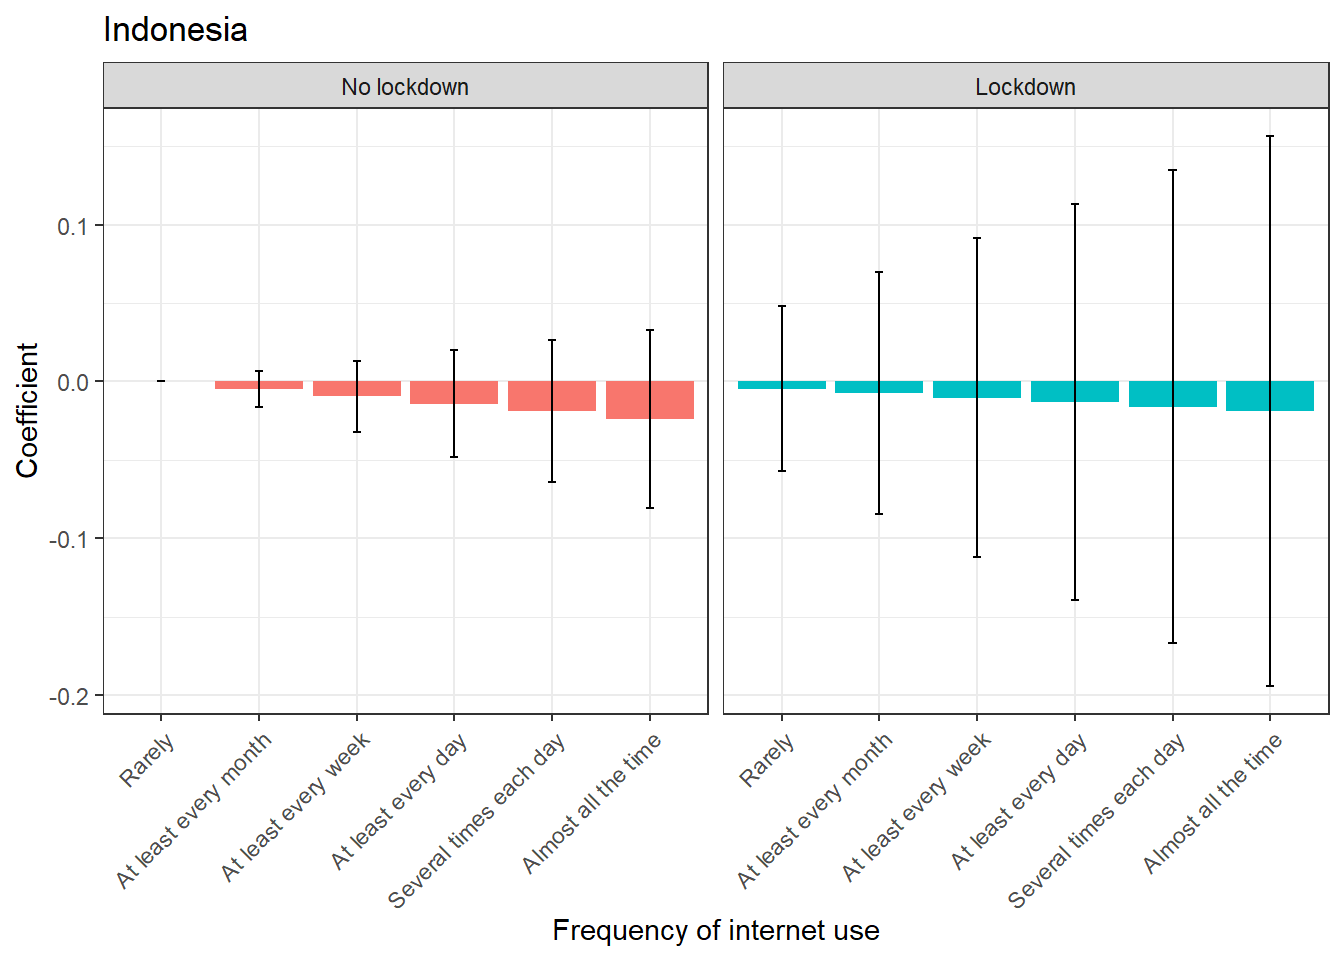 Indonesia
No lockdown
Lockdown
Coefficient
0.1
0.0
-0.1
-0.2
Rarely
At least every month
At least every week
At least every day
Several times each day
Almost all the time
Rarely
At least every month
At least every week
At least every day
Several times each day
Almost all the time
Frequency of internet use